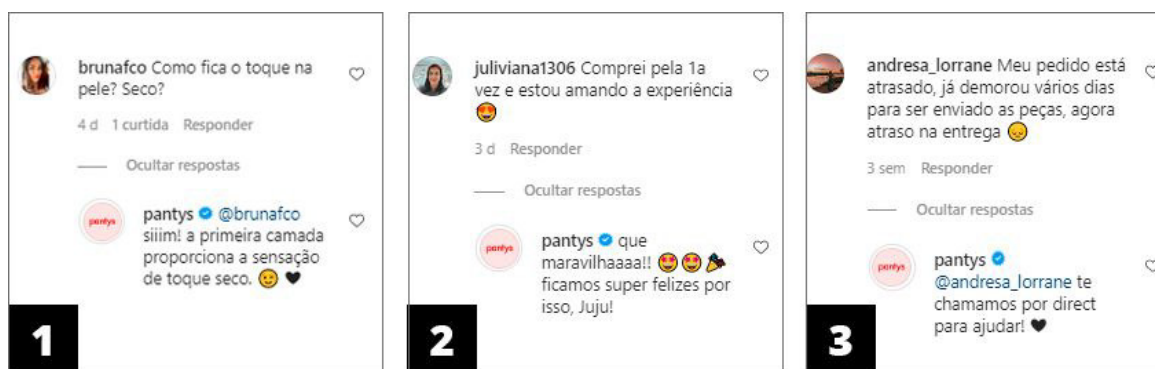 brunafco Como fica o toque na
pele? Seco?
4 d 1 curtida Responder
Ocultar respostas
pantys
pantys @brunafco
siiim! a primeira camada
proporciona a sensação
de toque seco. 😉 🖤
1
juliviana1306 Comprei pela 1a
vez e estou amando a experiência
😍
3 d Responder
Ocultar respostas
pantys
pantys que
maravilhaaaa!! 🤩🤩🎉
ficamos super felizes por
isso, Juju!
2
andresa_lorrane Meu pedido está
atrasado, já demorou vários dias
para ser enviado as peças, agora
atraso na entrega 😞
3 sem Responder
Ocultar respostas
pantys
pantys
@andresa_lorrane te
chamamos por direct
para ajudar! 🖤
3